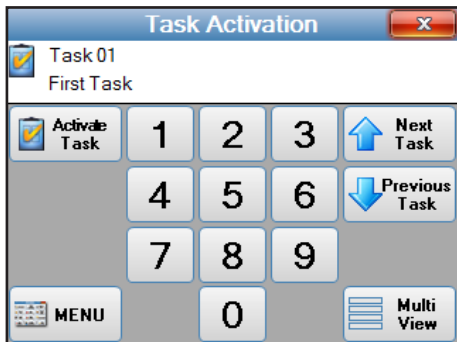 Task Activation
x
Task 01
First Task
Activate
Task
1
2
3
Next
Task
4
5
6
Previous
Task
7
8
9
MENU
0
Multi
View